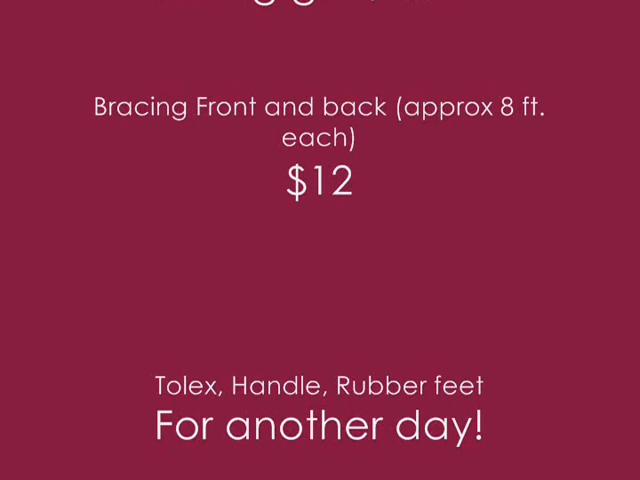 Bracing Front and back (approx 8 ft.
each)
$12
Tolex, Handle, Rubber feet
For another day!